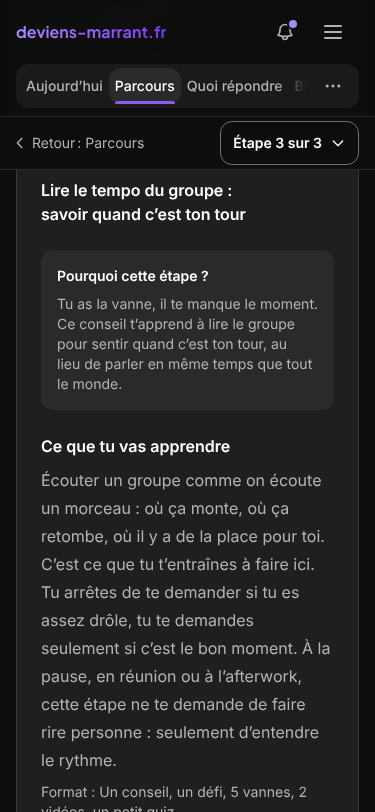 deviens-marrant.fr
Aujourd’hui Parcours Quoi répondre
Retour : Parcours
Étape 3 sur 3
Lire le tempo du groupe :
savoir quand c’est ton tour
Pourquoi cette étape ?
Tu as la vanne, il te manque le moment.
Ce conseil t’apprend à lire le groupe
pour sentir quand c’est ton tour, au
lieu de parler en même temps que tout
le monde.
Ce que tu vas apprendre
Écouter un groupe comme on écoute
un morceau : où ça monte, où ça
retombe, où il y a de la place pour toi.
C’est ce que tu t’entraînes à faire ici.
Tu arrêtes de te demander si tu es
assez drôle, tu te demandes
seulement si c’est le bon moment. À la
pause, en réunion ou à l’afterwork,
cette étape ne te demande de faire
rire personne : seulement d’entendre
le rythme.
Format : Un conseil, un défi, 5 vannes, 2
vidéos, un petit quiz